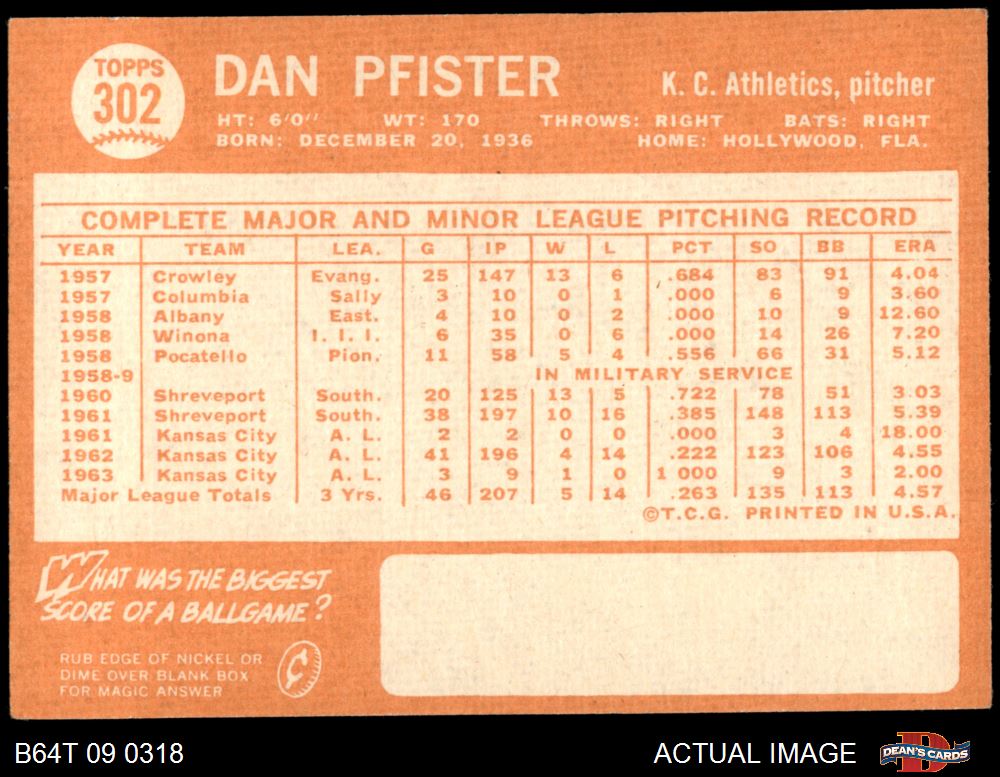 TOPPS
302
DAN PFISTER
K. C. Athletics, pitcher
HT: 6'0" WT: 170 THROWS: RIGHT BATS: RIGHT
BORN: DECEMBER 20, 1936 HOME: HOLLYWOOD, FLA.
COMPLETE MAJOR AND MINOR LEAGUE PITCHING RECORD
YEAR TEAM LEA. G IP W L PCT SO BB ERA
1957 Crowley Evang. 25 147 13 6 .684 83 91 4.04
1957 Columbia Sally 3 10 0 1 .000 6 9 3.60
1958 Albany East. 4 10 0 2 .000 10 9 12.60
1958 Winona I. I. I. 6 35 0 6 .000 14 26 7.20
1958 Pocatello Pion. 11 58 5 4 .556 66 31 5.12
1958-9 IN MILITARY SERVICE
1960 Shreveport South. 20 125 13 5 .722 78 51 3.03
1961 Shreveport South. 38 197 10 16 .385 148 113 5.39
1961 Kansas City A. L. 2 2 0 0 .000 3 4 18.00
1962 Kansas City A. L. 41 196 4 14 .222 123 106 4.55
1963 Kansas City A. L. 3 9 1 0 1 000 9 3 2.00
Major League Totals 3 Yrs. 46 207 5 14 .263 135 113 4.57
©T.C.G. PRINTED IN U.S.A.
WHAT WAS THE BIGGEST
SCORE OF A BALLGAME?
RUB EDGE OF NICKEL OR
DIME OVER BLANK BOX
FOR MAGIC ANSWER
B64T 09 0318
ACTUAL IMAGE
D
DEAN'S CARDS